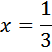 x = 1/3